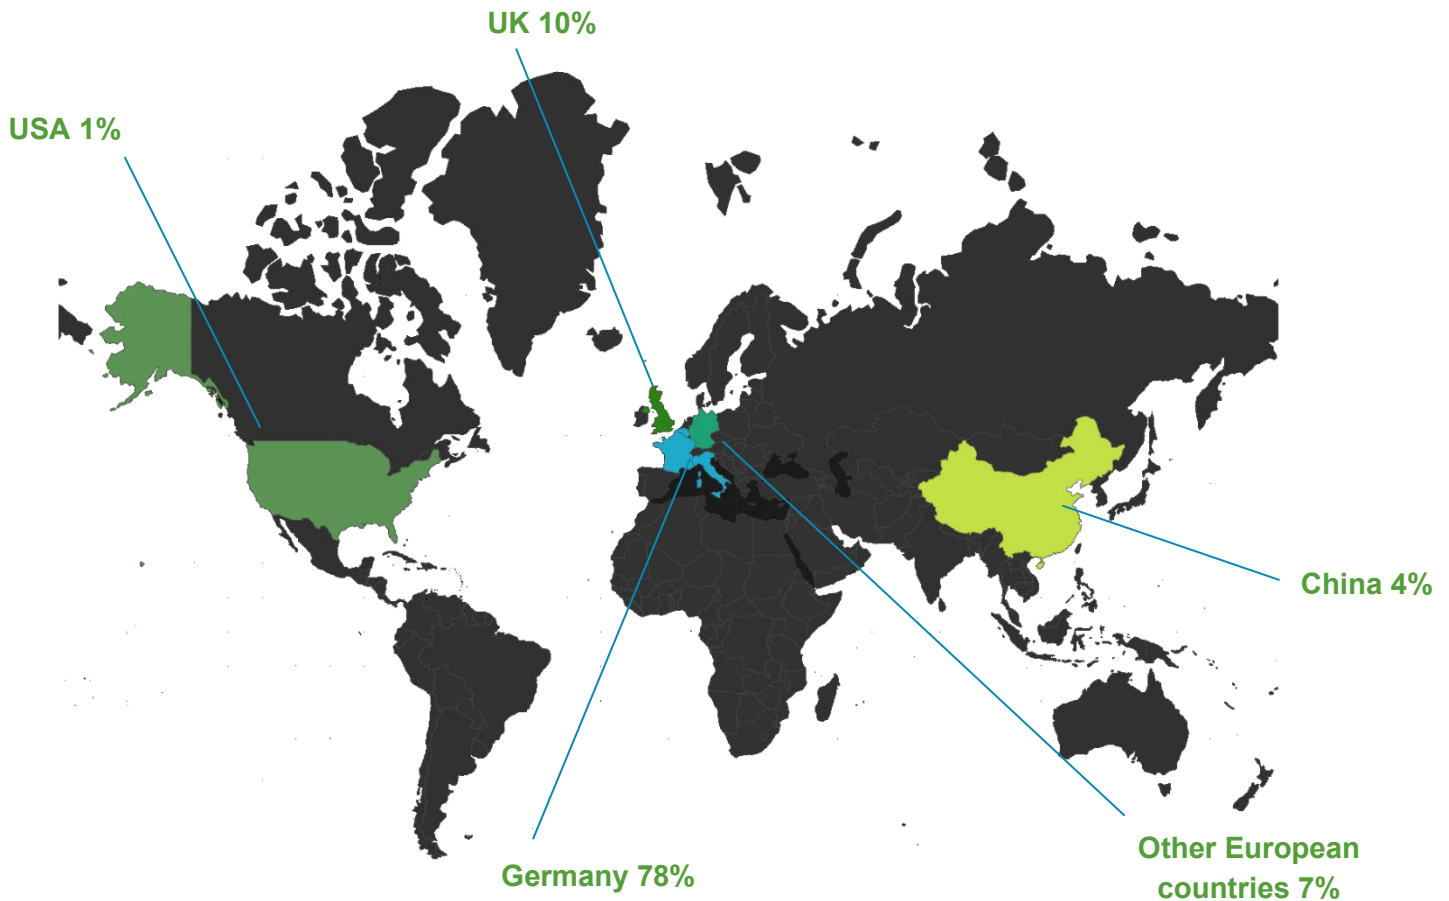 UK 10%
USA 1%
China 4%
Other European
countries 7%
Germany 78%